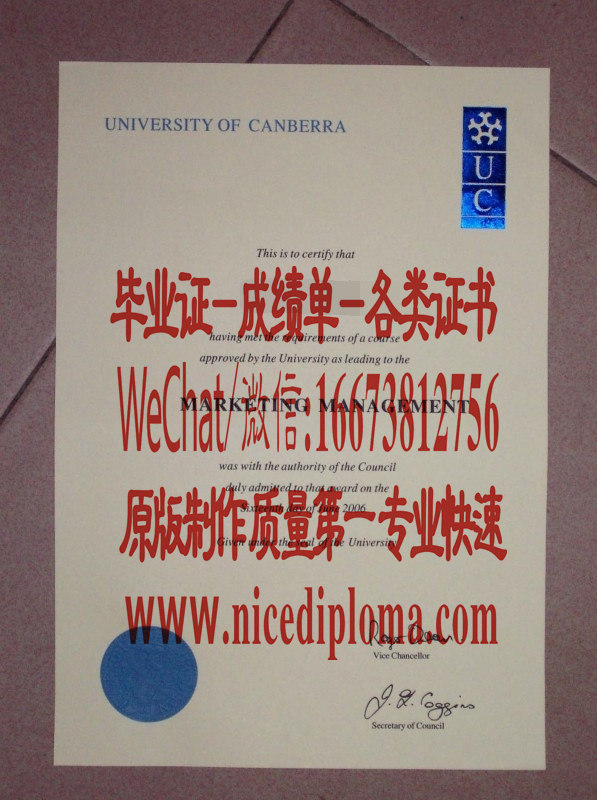 UNIVERSITY OF CANBERRA
U
C
This is to certify that
毕业证一成绩单一各类证书
having met the requirements of a course
approved by the University as leading to the
WeChat/微信:16673812756
MARKETING MANAGEMENT
was with the authority of the Council
duly admitted to that award on the
原版制作质量第一专业快速
Sixteenth day of June 2006
Given under the seal of the University
www.nicediploma.com
Vice Chancellor
J. R. Coggins
Secretary of Council